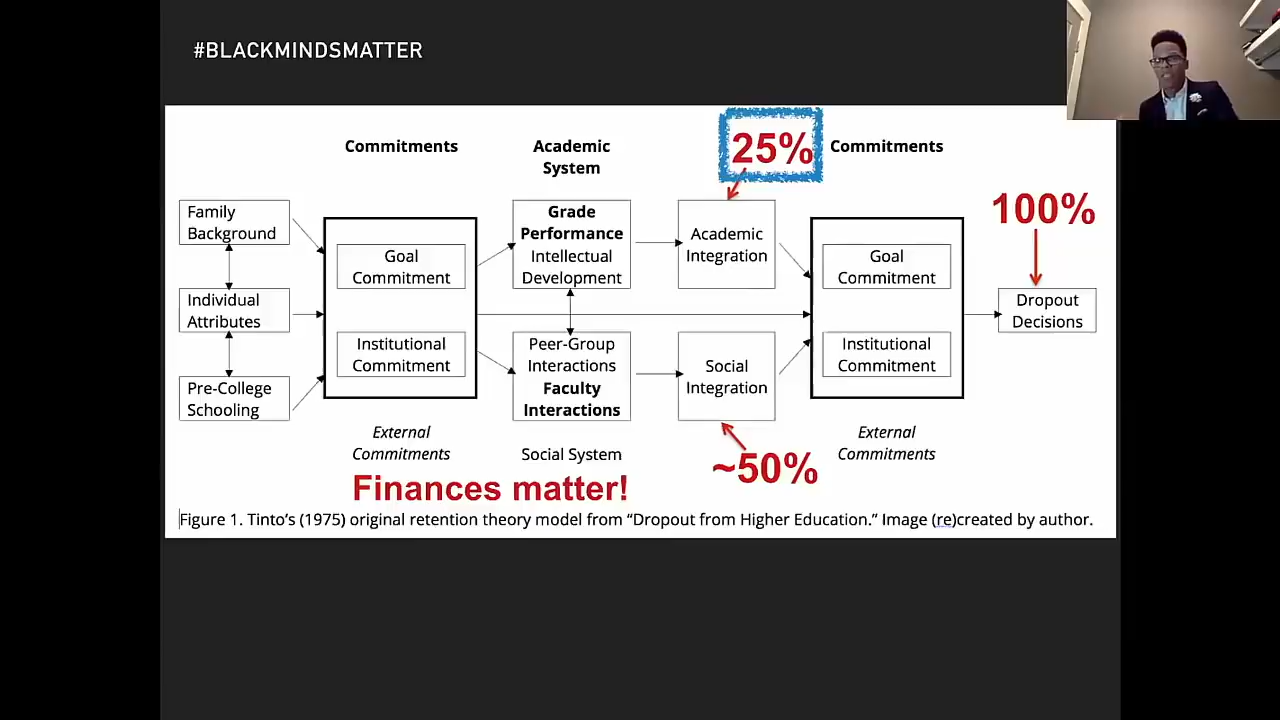 #BLACKMINDSMATTER
Commitments
Academic
System
25%
Commitments
100%
Family
Background
Individual
Attributes
Pre-College
Schooling
Goal
Commitment
Institutional
Commitment
External
Commitments
Grade
Performance
Intellectual
Development
Peer-Group
Interactions
Faculty
Interactions
Social System
Academic
Integration
Social
Integration
~50%
Goal
Commitment
Institutional
Commitment
External
Commitments
Dropout
Decisions
Finances matter!
Figure 1. Tinto’s (1975) original retention theory model from “Dropout from Higher Education.” Image (re)created by author.